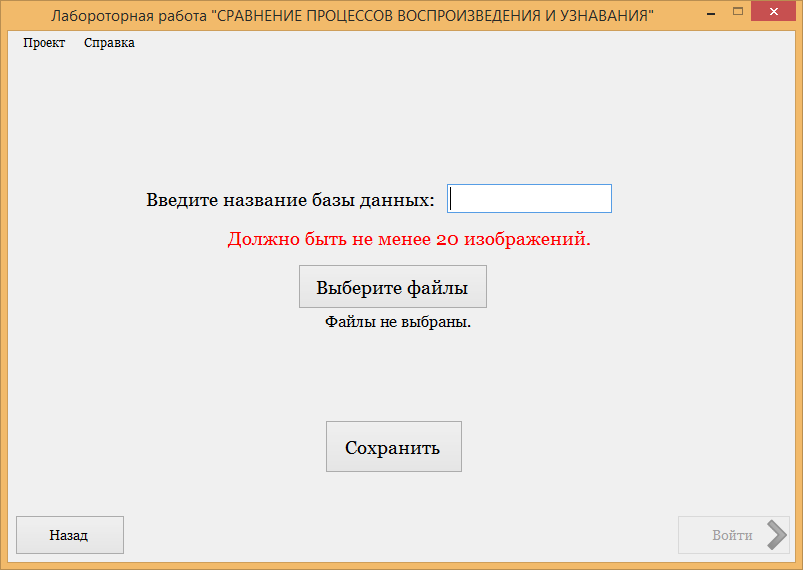 Лабороторная работа "СРАВНЕНИЕ ПРОЦЕССОВ ВОСПРОИЗВЕДЕНИЯ И УЗНАВАНИЯ"
Проект Справка
Введите название базы данных:
Должно быть не менее 20 изображений.
Выберите файлы
Файлы не выбраны.
Сохранить
Назад
Войти